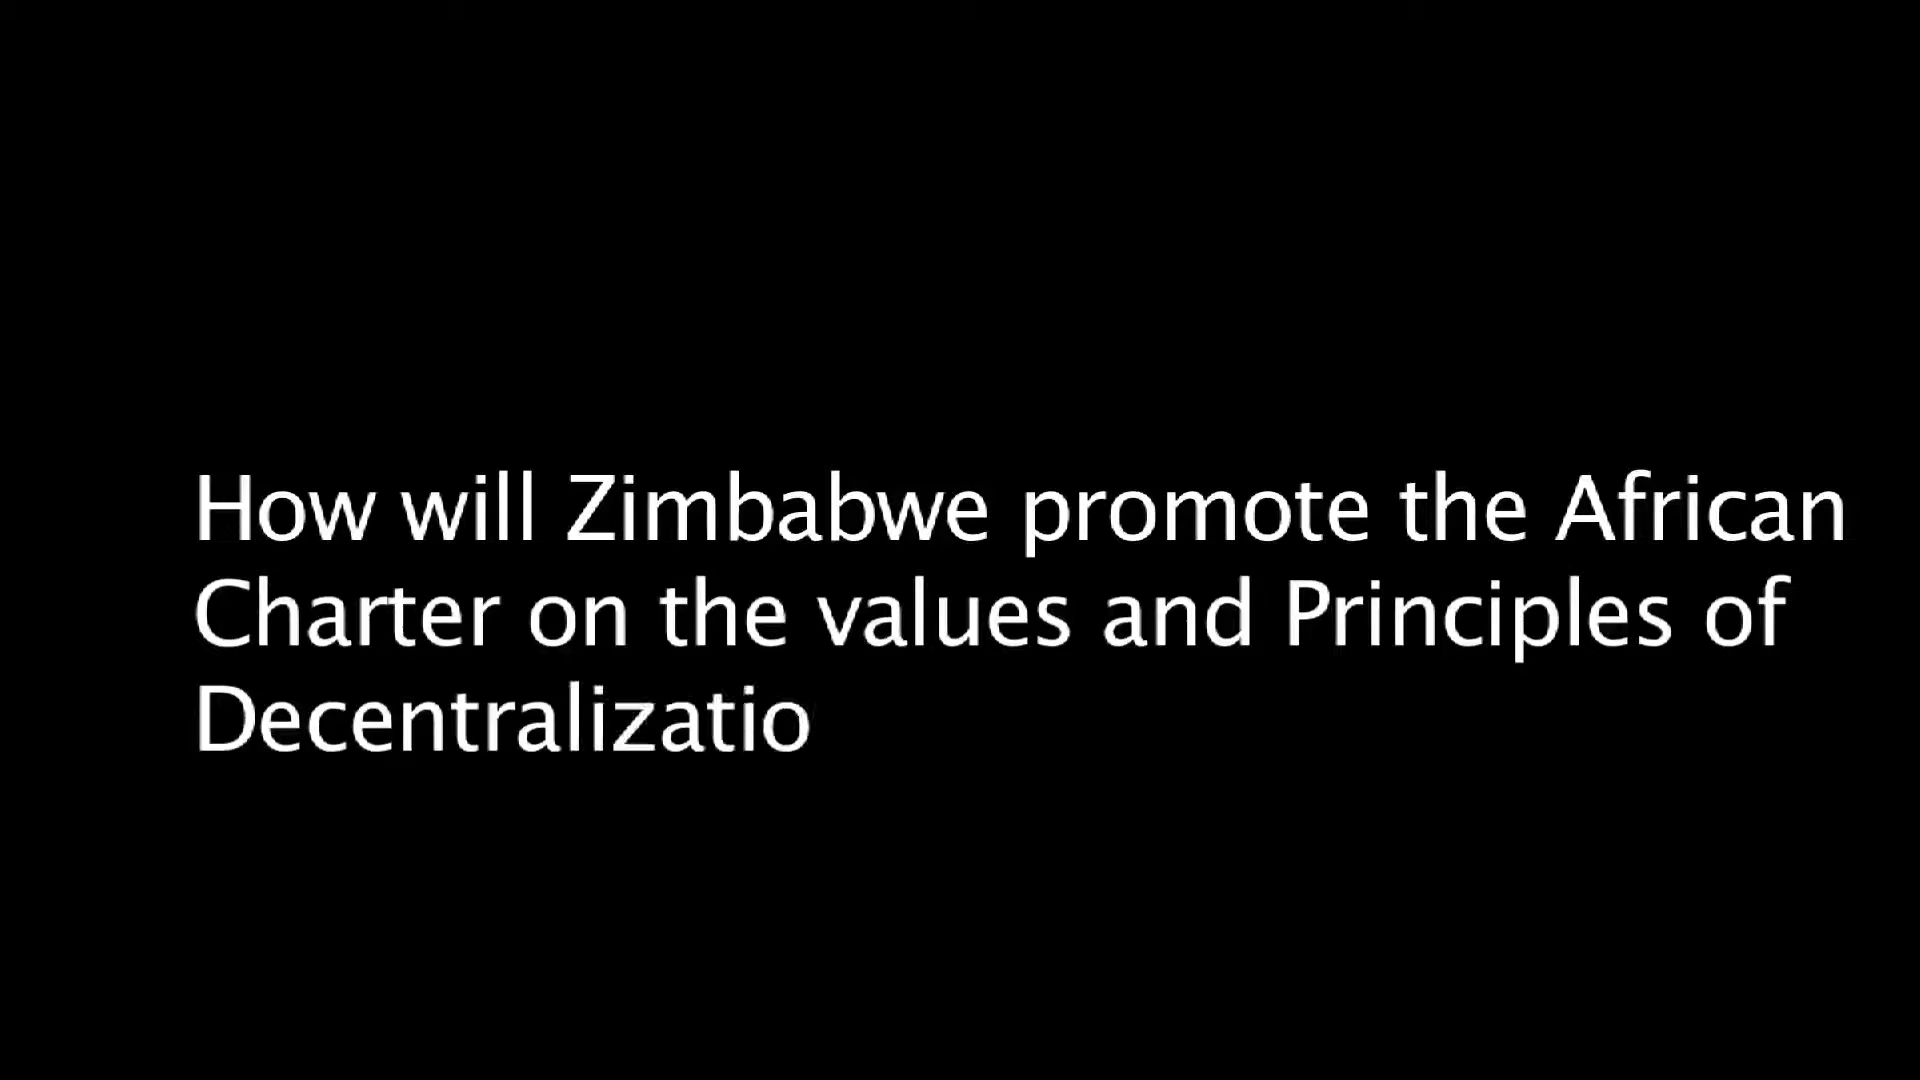 How will Zimbabwe promote the African
Charter on the values and Principles of
Decentralizatio